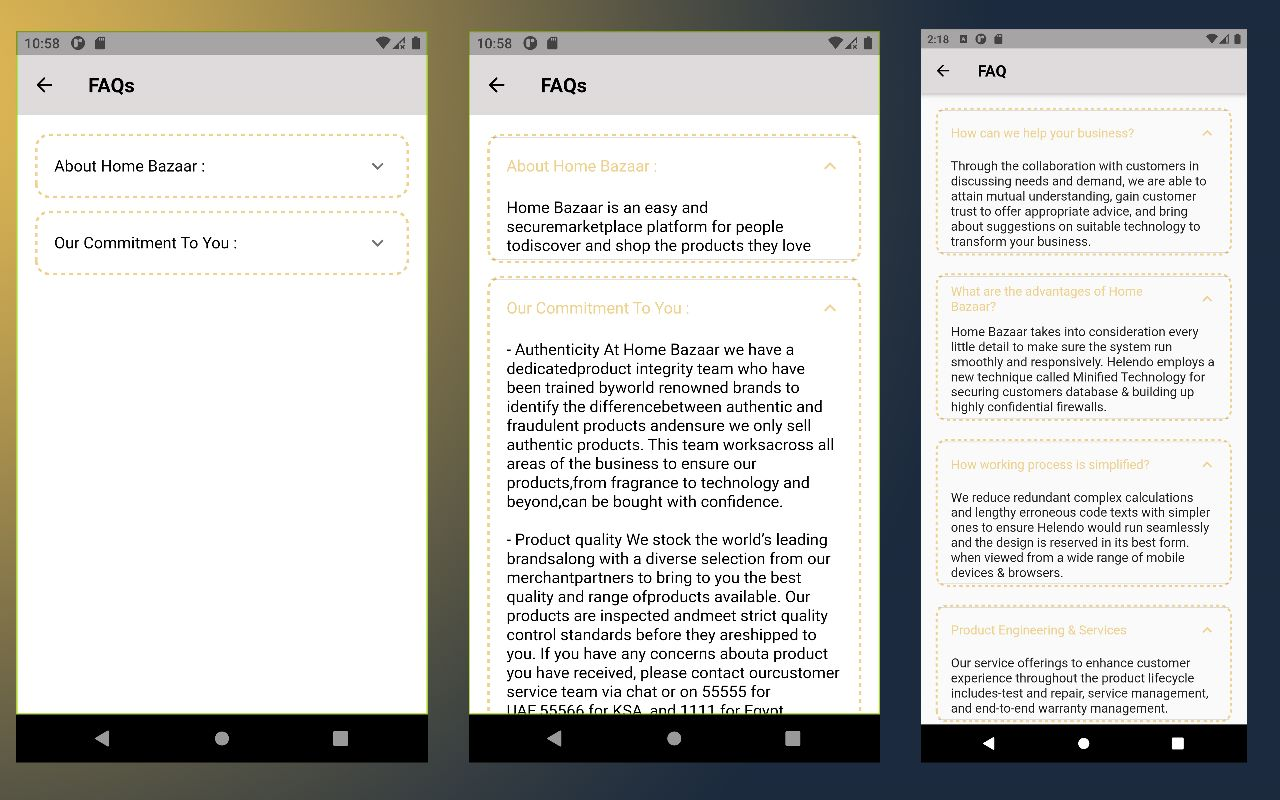 10:58
FAQs
About Home Bazaar :
Our Commitment To You :
10:58
FAQs
About Home Bazaar :
Home Bazaar is an easy and
securemarketplace platform for people
todiscover and shop the products they love
Our Commitment To You :
- Authenticity At Home Bazaar we have a
dedicatedproduct integrity team who have
been trained byworld renowned brands to
identify the differencebetween authentic and
fraudulent products andensure we only sell
authentic products. This team worksacross all
areas of the business to ensure our
products,from fragrance to technology and
beyond,can be bought with confidence.
- Product quality We stock the world’s leading
brandsalong with a diverse selection from our
merchantpartners to bring to you the best
quality and range ofproducts available. Our
products are inspected andmeet strict quality
control standards before they areshipped to
you. If you have any concerns abouta product
you have received, please contact ourcustomer
service team via chat or on 55555 for
UAE,55566 for KSA, and 1111 for Egypt
2:18
FAQ
How can we help your business?
Through the collaboration with customers in
discussing needs and demand, we are able to
attain mutual understanding, gain customer
trust to offer appropriate advice, and bring
about suggestions on suitable technology to
transform your business.
What are the advantages of Home
Bazaar?
Home Bazaar takes into consideration every
little detail to make sure the system run
smoothly and responsively. Helendo employs a
new technique called Minified Technology for
securing customers database & building up
highly confidential firewalls.
How working process is simplified?
We reduce redundant complex calculations
and lengthy erroneous code texts with simpler
ones to ensure Helendo would run seamlessly
and the design is reserved in its best form.
when viewed from a wide range of mobile
devices & browsers.
Product Engineering & Services
Our service offerings to enhance customer
experience throughout the product lifecycle
includes-test and repair, service management,
and end-to-end warranty management.